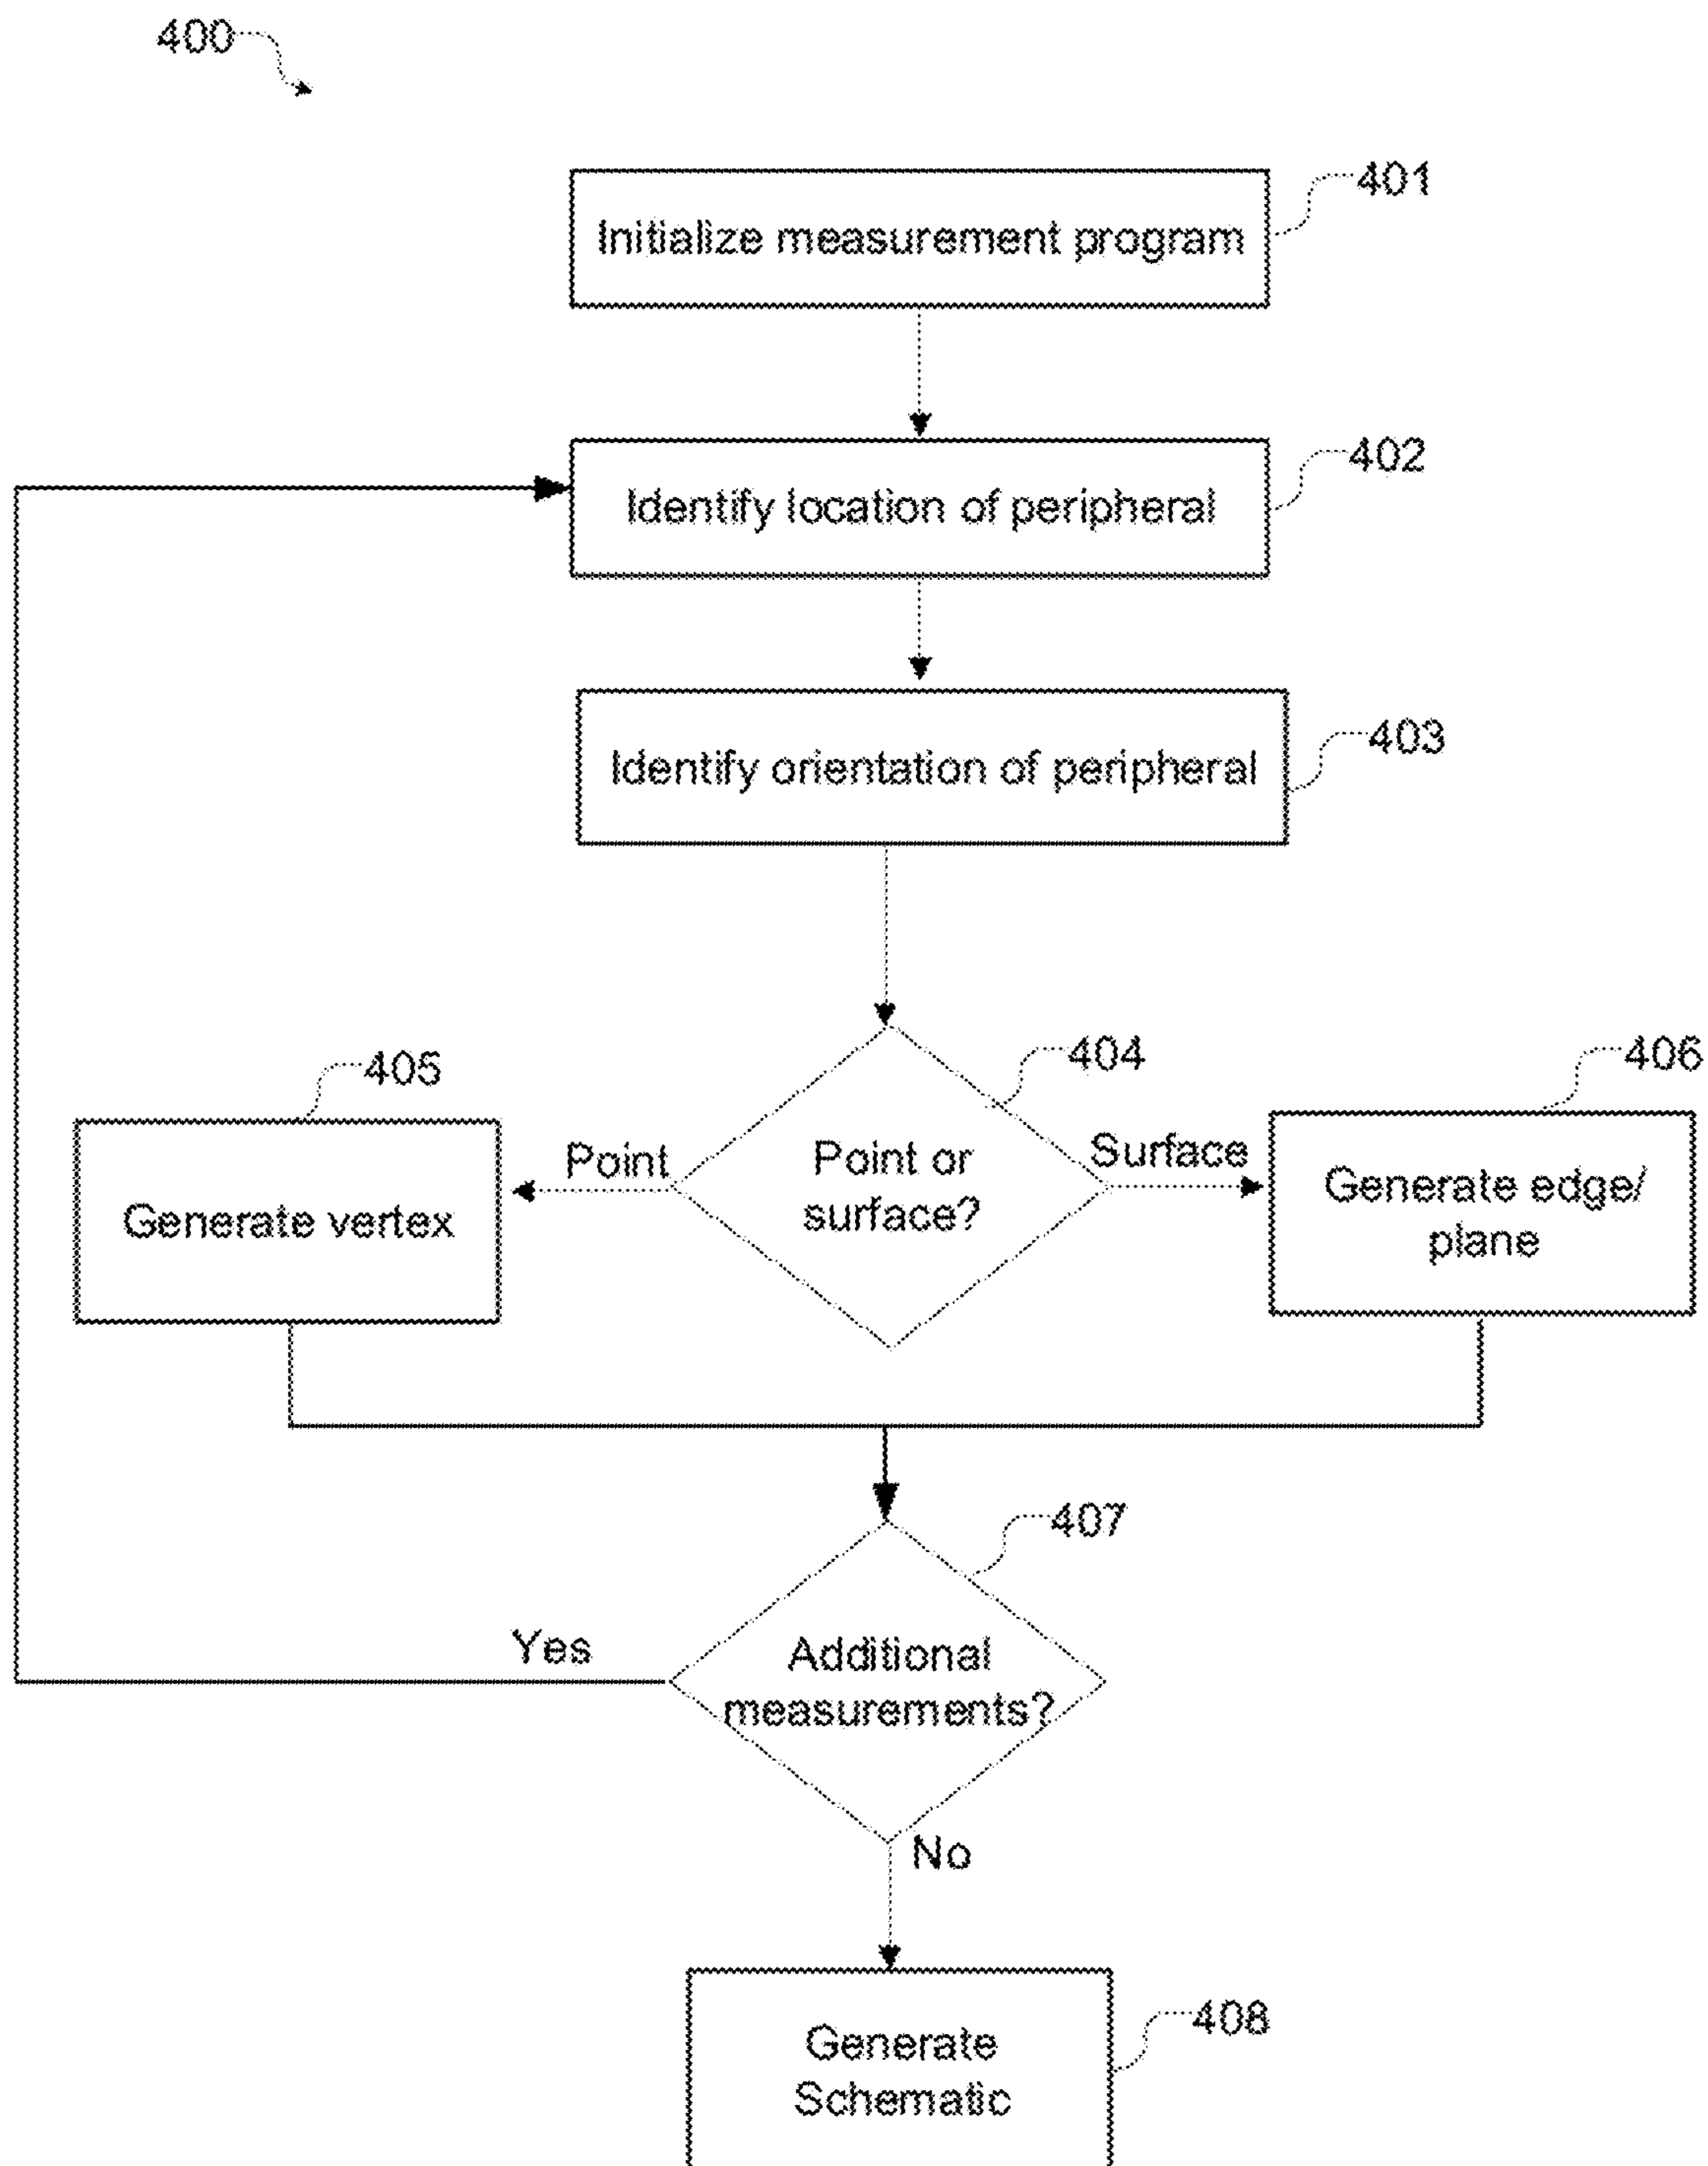 400
401
Initialize measurement program
402
Identify location of peripheral
403
Identify orientation of peripheral
404
405
406
Point
Point or
surface?
Surface
Generate vertex
Generate edge/
plane
407
Yes
Additional
measurements?
No
408
Generate
Schematic